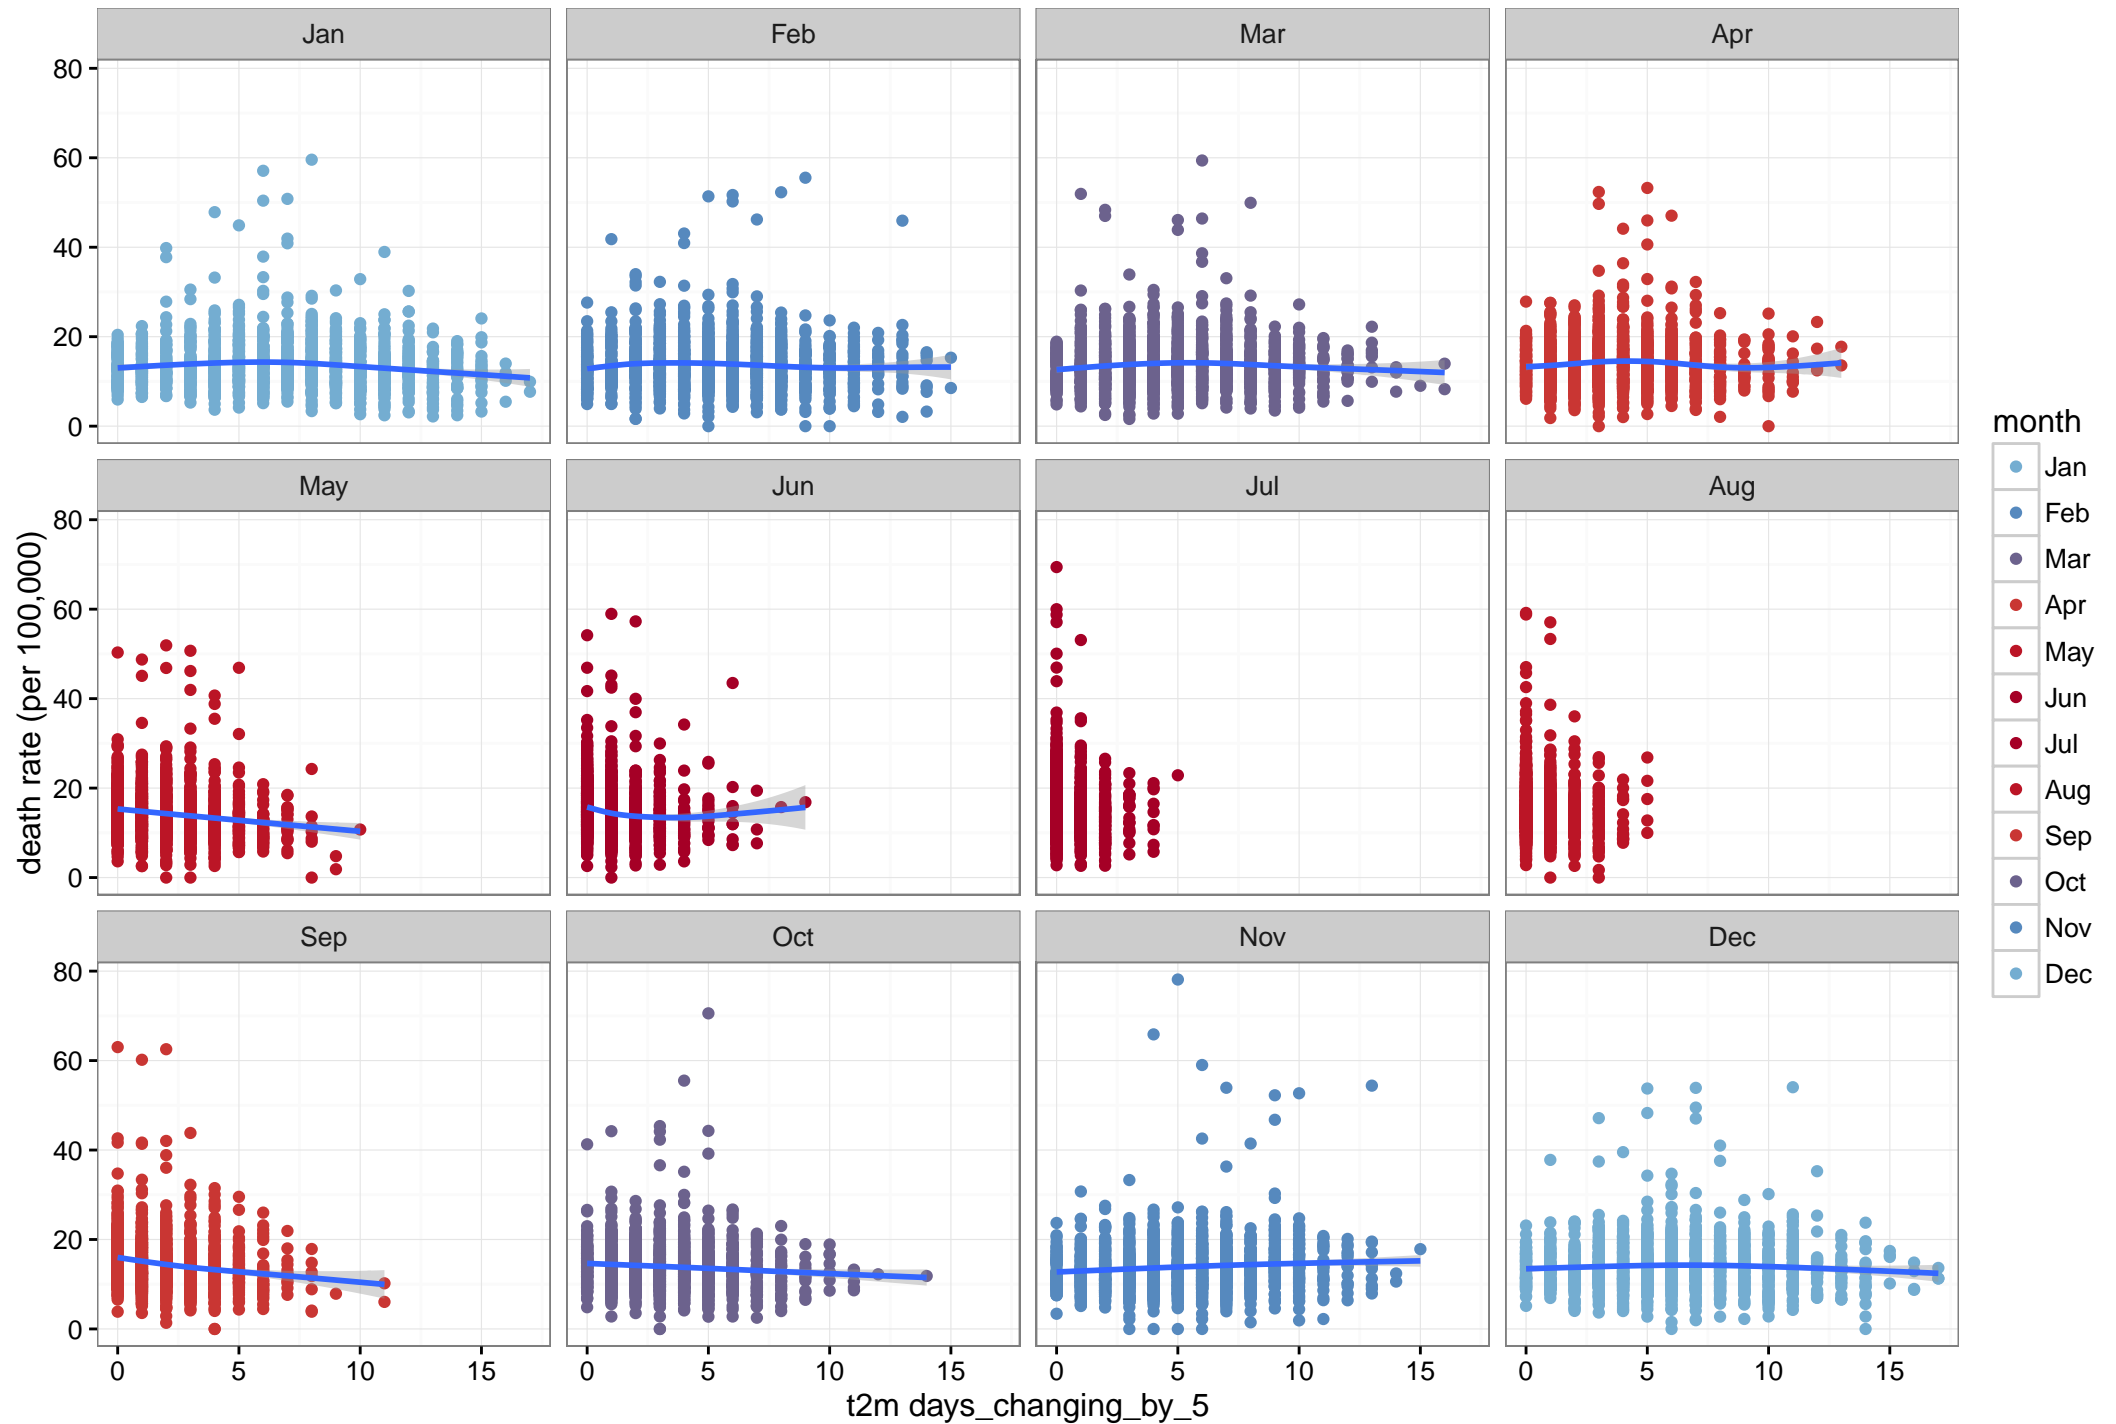 Jan Feb Mar Apr
80
60
40
20
0
May Jun Jul Aug
80
60
40
20
0
Sep Oct Nov Dec
80
60
40
20
0
0 5 10 15 0 5 10 15 0 5 10 15 0 5 10 15
t2m days_changing_by_5
death rate (per 100,000)
month
Jan
Feb
Mar
Apr
May
Jun
Jul
Aug
Sep
Oct
Nov
Dec